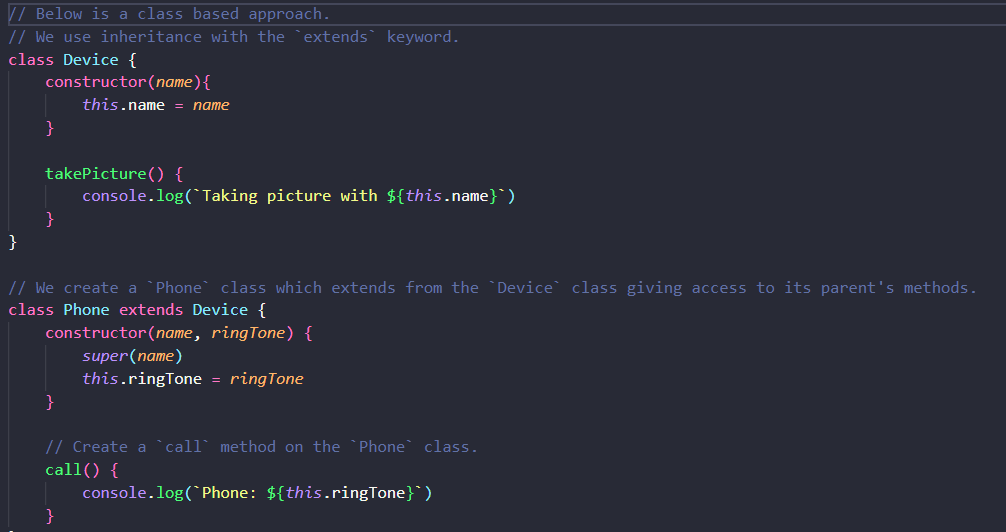 // Below is a class based approach.
// We use inheritance with the `extends` keyword.
class Device {
    constructor(name){
        this.name = name
    }

    takePicture() {
        console.log(`Taking picture with ${this.name}`)
    }
}

// We create a `Phone` class which extends from the `Device` class giving access to its parent's methods.
class Phone extends Device {
    constructor(name, ringTone) {
        super(name)
        this.ringTone = ringTone
    }

    // Create a `call` method on the `Phone` class.
    call() {
        console.log(`Phone: ${this.ringTone}`)
    }